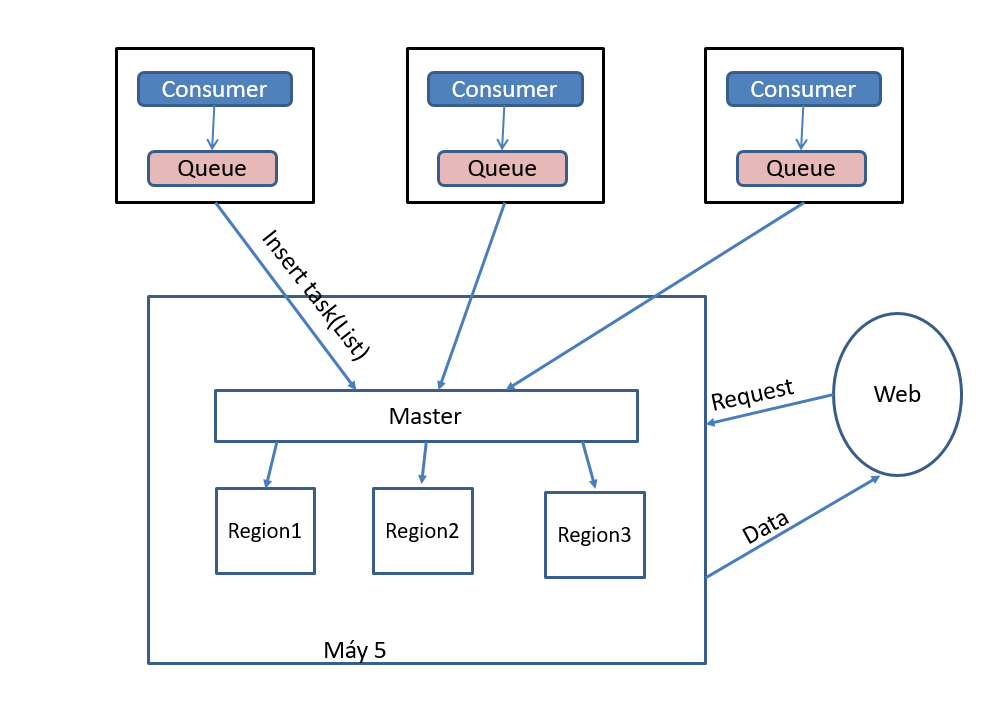 Consumer
Consumer
Consumer
Queue
Queue
Queue
Insert task(List)
Master
Request
Web
Region1
Region2
Region3
Data
Máy 5